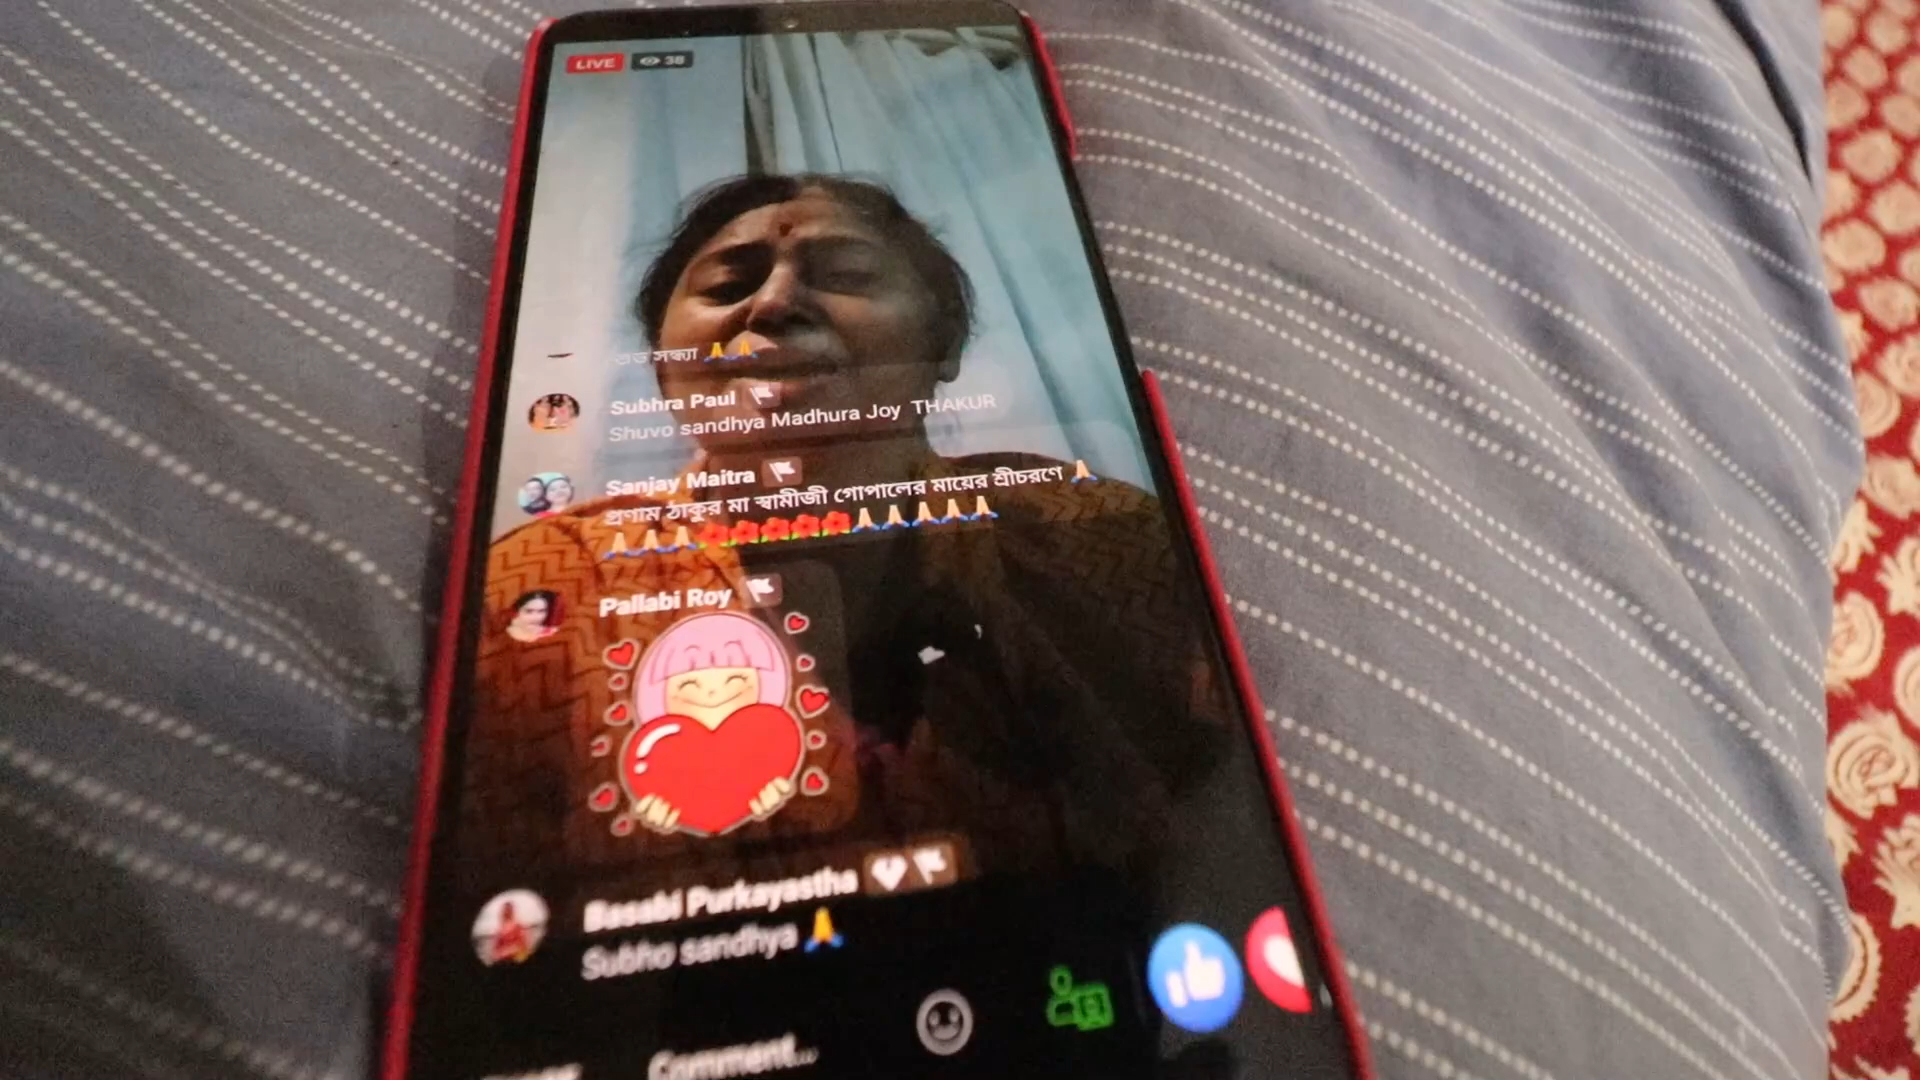 LIVE 38
শুভ সন্ধ্যা 🙏🙏
Subhra Paul
Shuvo sandhya Madhura Joy THAKUR
Sanjay Maitra
প্রণাম ঠাকুর মা স্বামীজী গোপালের মায়ের শ্রীচরণে 🙏
🙏🙏🙏🌺🌺🌺🌺🌺🙏🙏🙏🙏🙏
Pallabi Roy
Basabi Purkayastha
Subho sandhya 🙏
Comment...